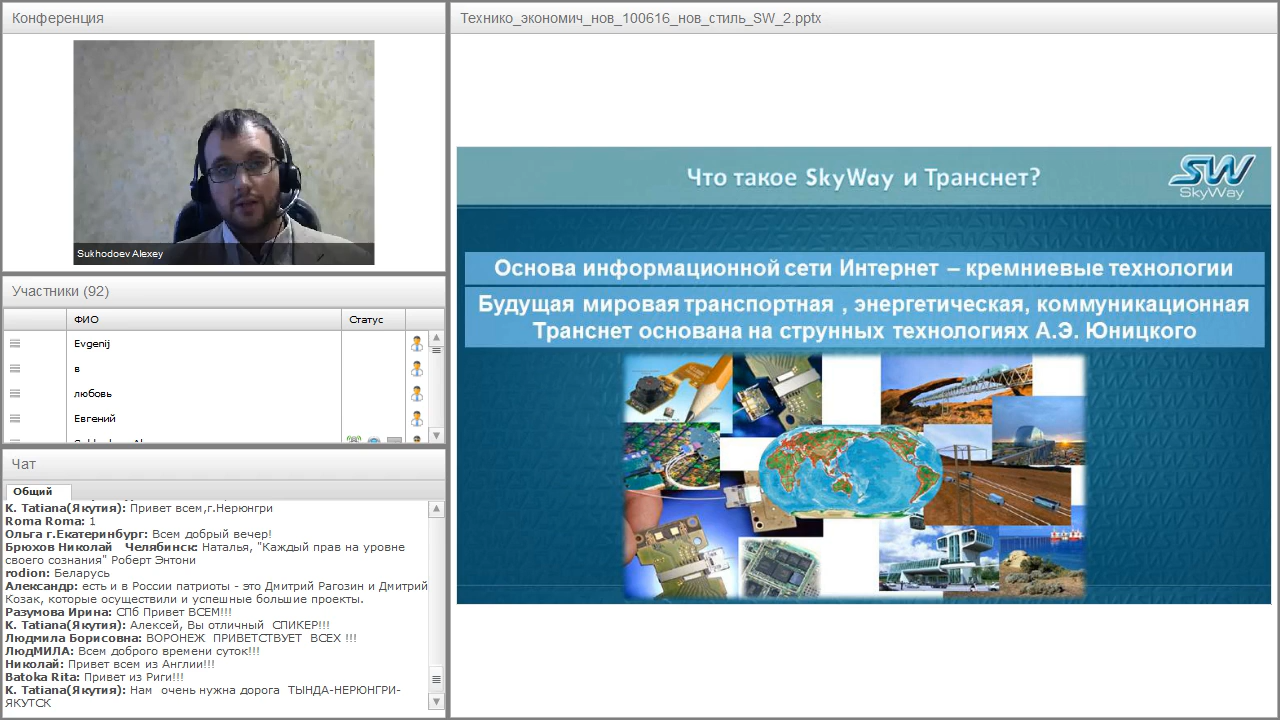 Конференция
Sukhodoev Alexey
Участники (92)
ФИО
Статус
Evgenij
в
любовь
Евгений
Чат
Общий
K. Tatiana(Якутия): Привет всем,г.Нерюнгри
Roma Roma: 1
Ольга г.Екатеринбург: Всем добрый вечер!
Брюхов Николай Челябинск: Наталья, "Каждый прав на уровне
своего сознания" Роберт Энтони
rodion: Беларусь
Александр: есть и в России патриоты - это Дмитрий Рагозин и Дмитрий
Козак, которые осуществили и успешные большие проекты.
Разумова Ирина: СПб Привет ВСЕМ!!!
K. Tatiana(Якутия): Алексей, Вы отличный СПИКЕР!!!
Людмила Борисовна: ВОРОНЕЖ ПРИВЕТСТВУЕТ ВСЕХ !!!
ЛюдМИЛА: Всем доброго времени суток!!!
Николай: Привет всем из Англии!!!
Batoka Rita: Привет из Риги!!!
K. Tatiana(Якутия): Нам очень нужна дорога ТЫНДА-НЕРЮНГРИ-
ЯКУТСК
Технико_экономич_нов_100616_нов_стиль_SW_2.pptx
Что такое SkyWay и Транснет?
SW
SkyWay
Основа информационной сети Интернет – кремниевые технологии
Будущая мировая транспортная , энергетическая, коммуникационная
Транснет основана на струнных технологиях А.Э. Юницкого